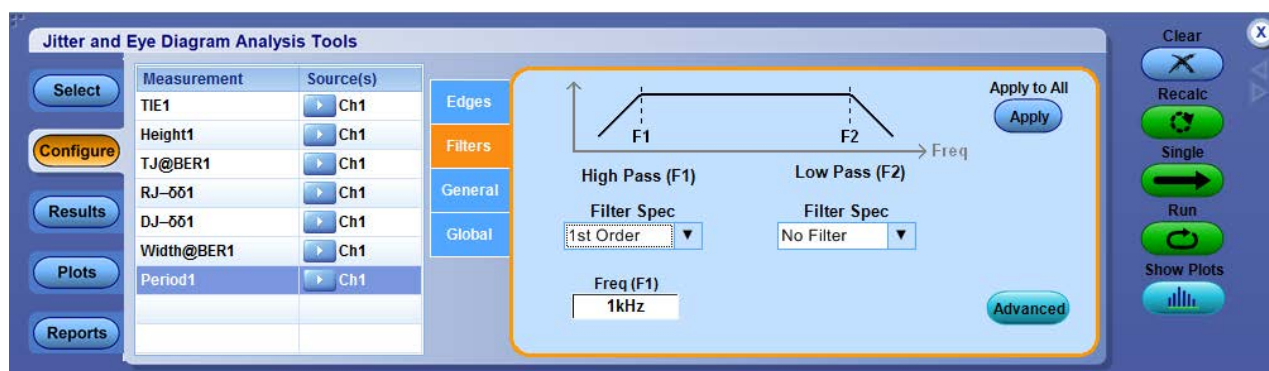 Jitter and Eye Diagram Analysis Tools
Select
Configure
Results
Plots
Reports
Measurement Source(s)
TIE1 Ch1
Height1 Ch1
TJ@BER1 Ch1
RJ–δδ1 Ch1
DJ–δδ1 Ch1
Width@BER1 Ch1
Period1 Ch1
Edges
Filters
General
Global
F1 F2
Freq
High Pass (F1)
Low Pass (F2)
Filter Spec
Filter Spec
1st Order
No Filter
Freq (F1)
1kHz
Apply to All
Apply
Advanced
Clear
X
Recalc
Single
Run
Show Plots